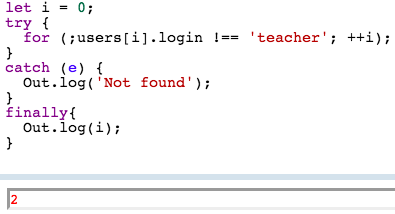 let i = 0;
try {
  for (;users[i].login !== 'teacher'; ++i);
}
catch (e) {
  Out.log('Not found');
}
finally{
  Out.log(i);
}
2